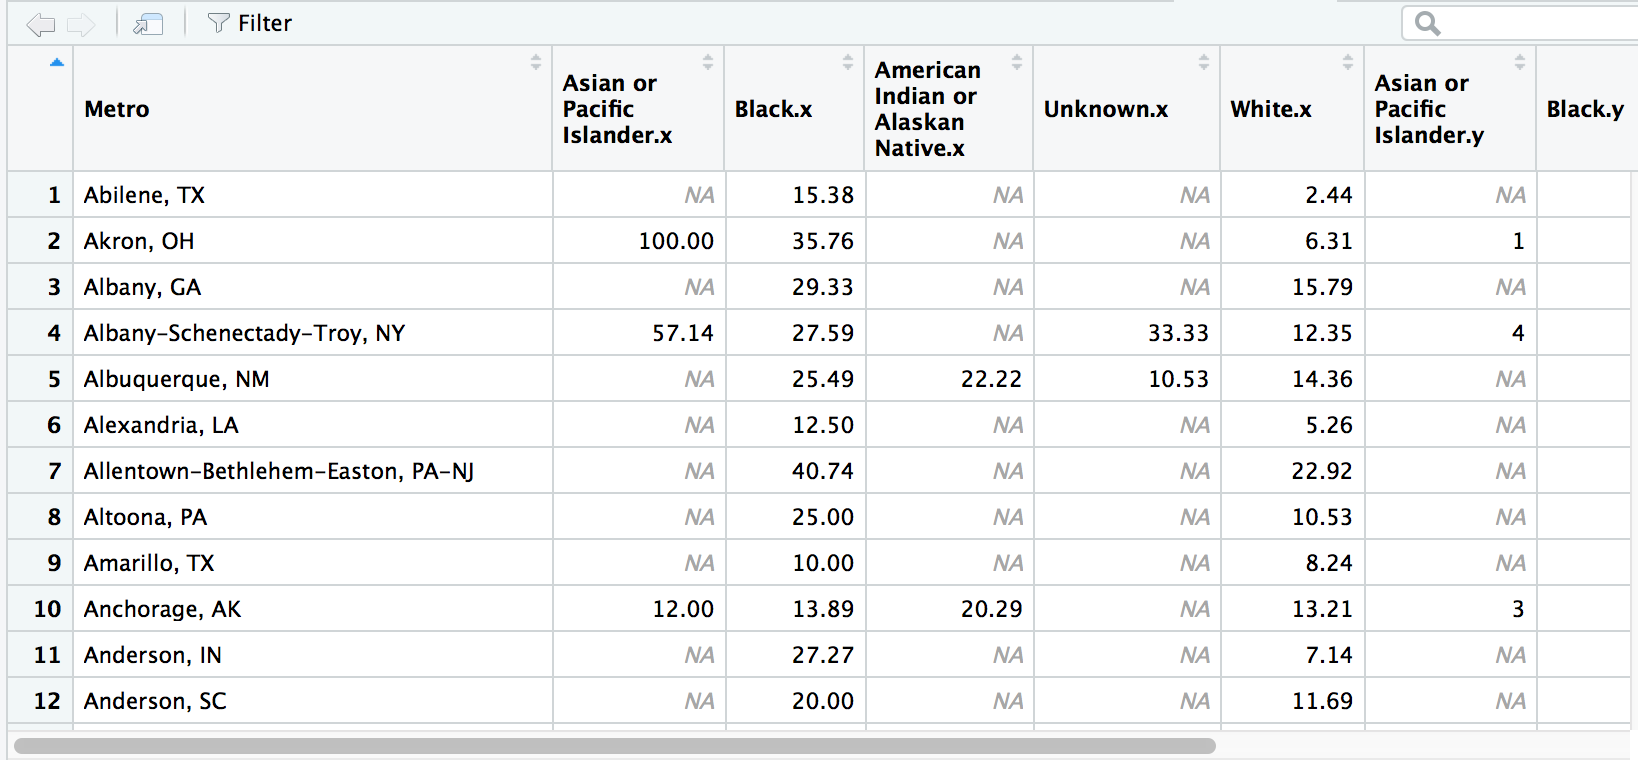 Filter
Metro Asian or Pacific Islander.x Black.x American Indian or Alaskan Native.x Unknown.x White.x Asian or Pacific Islander.y Black.y
1 Abilene, TX NA 15.38 NA NA 2.44 NA
2 Akron, OH 100.00 35.76 NA NA 6.31 1
3 Albany, GA NA 29.33 NA NA 15.79 NA
4 Albany-Schenectady-Troy, NY 57.14 27.59 NA 33.33 12.35 4
5 Albuquerque, NM NA 25.49 22.22 10.53 14.36 NA
6 Alexandria, LA NA 12.50 NA NA 5.26 NA
7 Allentown-Bethlehem-Easton, PA-NJ NA 40.74 NA NA 22.92 NA
8 Altoona, PA NA 25.00 NA NA 10.53 NA
9 Amarillo, TX NA 10.00 NA NA 8.24 NA
10 Anchorage, AK 12.00 13.89 20.29 NA 13.21 3
11 Anderson, IN NA 27.27 NA NA 7.14 NA
12 Anderson, SC NA 20.00 NA NA 11.69 NA